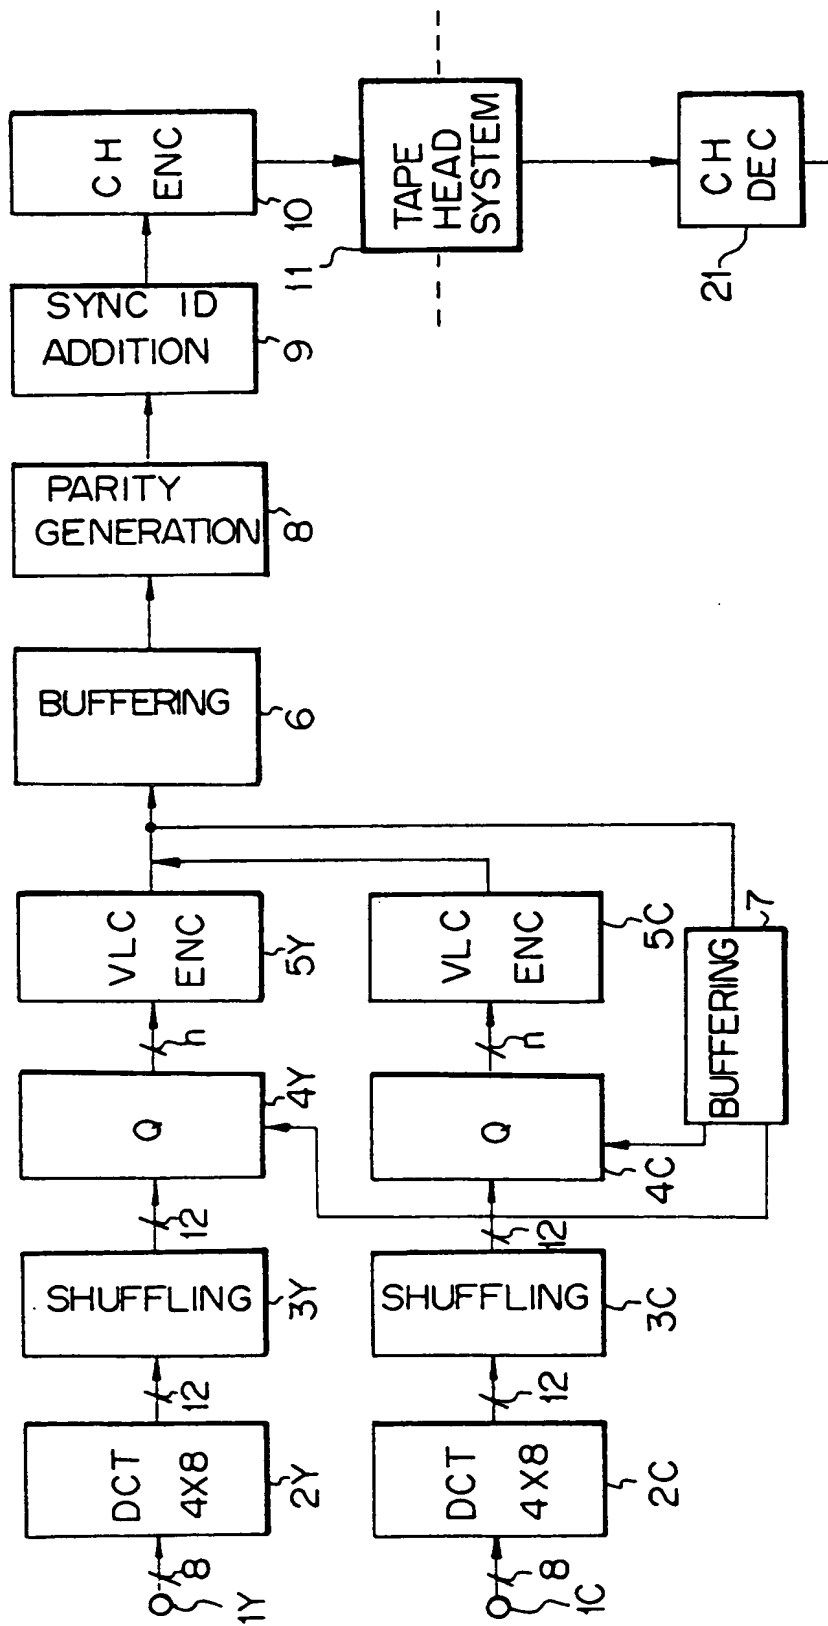 1Y
8
DCT
4X8
2Y
12
SHUFFLING
3Y
12
Q
4Y
n
VLC
ENC
5Y
BUFFERING
6
PARITY
GENERATION
8
SYNC ID
ADDITION
9
CH
ENC
10
1C
8
DCT
4X8
2C
12
SHUFFLING
3C
12
Q
4C
n
VLC
ENC
5C
BUFFERING
7
TAPE
HEAD
SYSTEM
11
CH
DEC
21